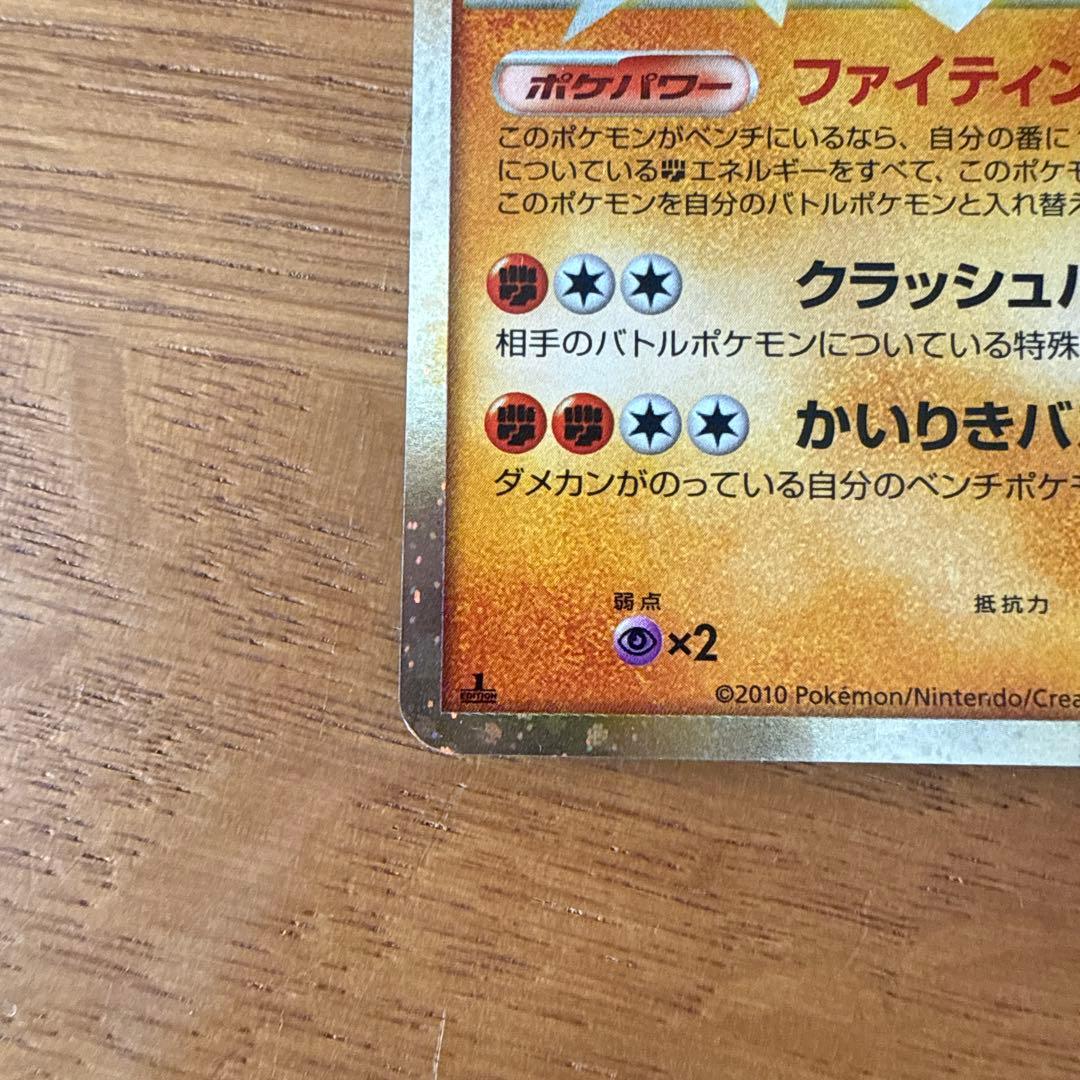 ポケパワー ファイティン
このポケモンがベンチにいるなら、自分の番に
についているエネルギーをすべて、このポケモ
このポケモンを自分のバトルポケモンと入れ替え
クラッシュ
相手のバトルポケモンについている特殊
かいりきバ
ダメカンがのっている自分のベンチポケモ
弱点 抵抗力
×2
1
EDITION
©2010 Pokémon/Nintendo/Crea